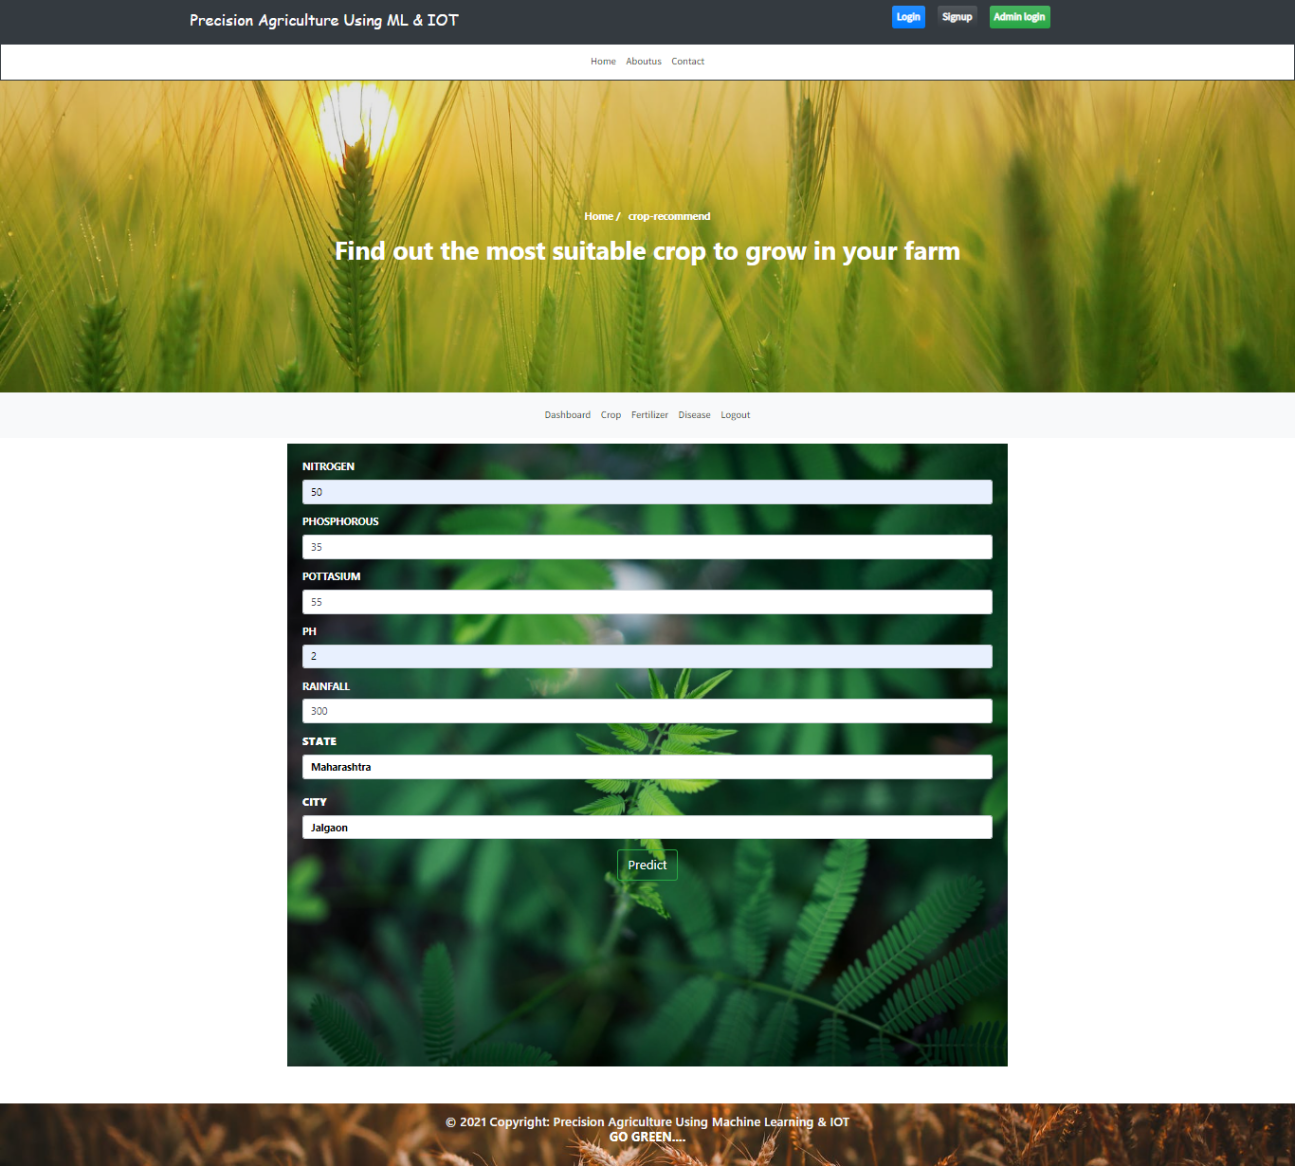 Precision Agriculture Using ML & IOT
Login Signup Admin login
Home Aboutus Contact
Home / crop-recommend
Find out the most suitable crop to grow in your farm
Dashboard Crop Fertilizer Disease Logout
NITROGEN
50
PHOSPHOROUS
35
POTTASIUM
55
PH
2
RAINFALL
300
STATE
Maharashtra
CITY
Jalgaon
Predict
© 2021 Copyright: Precision Agriculture Using Machine Learning & IOT
GO GREEN....